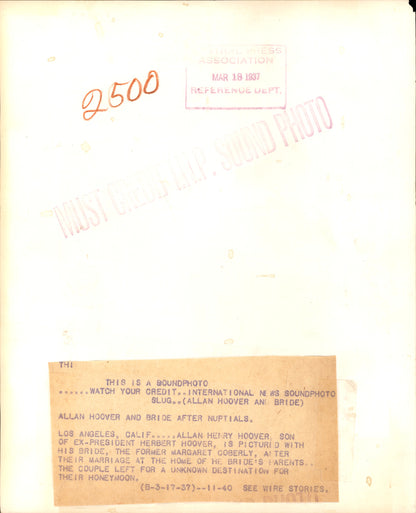 PRESS
ASSOCIATION
MAR 18 1937
REFERENCE DEPT.
2500
MUST CREDIT I.N.P. SOUND PHOTO
THI
THIS IS A SOUNDPHOTO
......WATCH YOUR CREDIT..INTERNATIONAL NEWS SOUNDPHOTO
SLUG..(ALLAN HOOVER AND BRIDE)
ALLAN HOOVER AND BRIDE AFTER NUPTIALS.
LOS ANGELES, CALIF.....ALLAN HENRY HOOVER, SON
OF EX-PRESIDENT HERBERT HOOVER, IS PICTURED WITH
HIS BRIDE, THE FORMER MARGARET COBERLY, AFTER
THEIR MARRIAGE AT THE HOME OF HE BRIDE'S PARENTS..
THE COUPLE LEFT FOR A UNKNOWN DESTINATION FOR
THEIR HONEYMOON.
(B-3-17-37)--11-40 SEE WIRE STORIES.